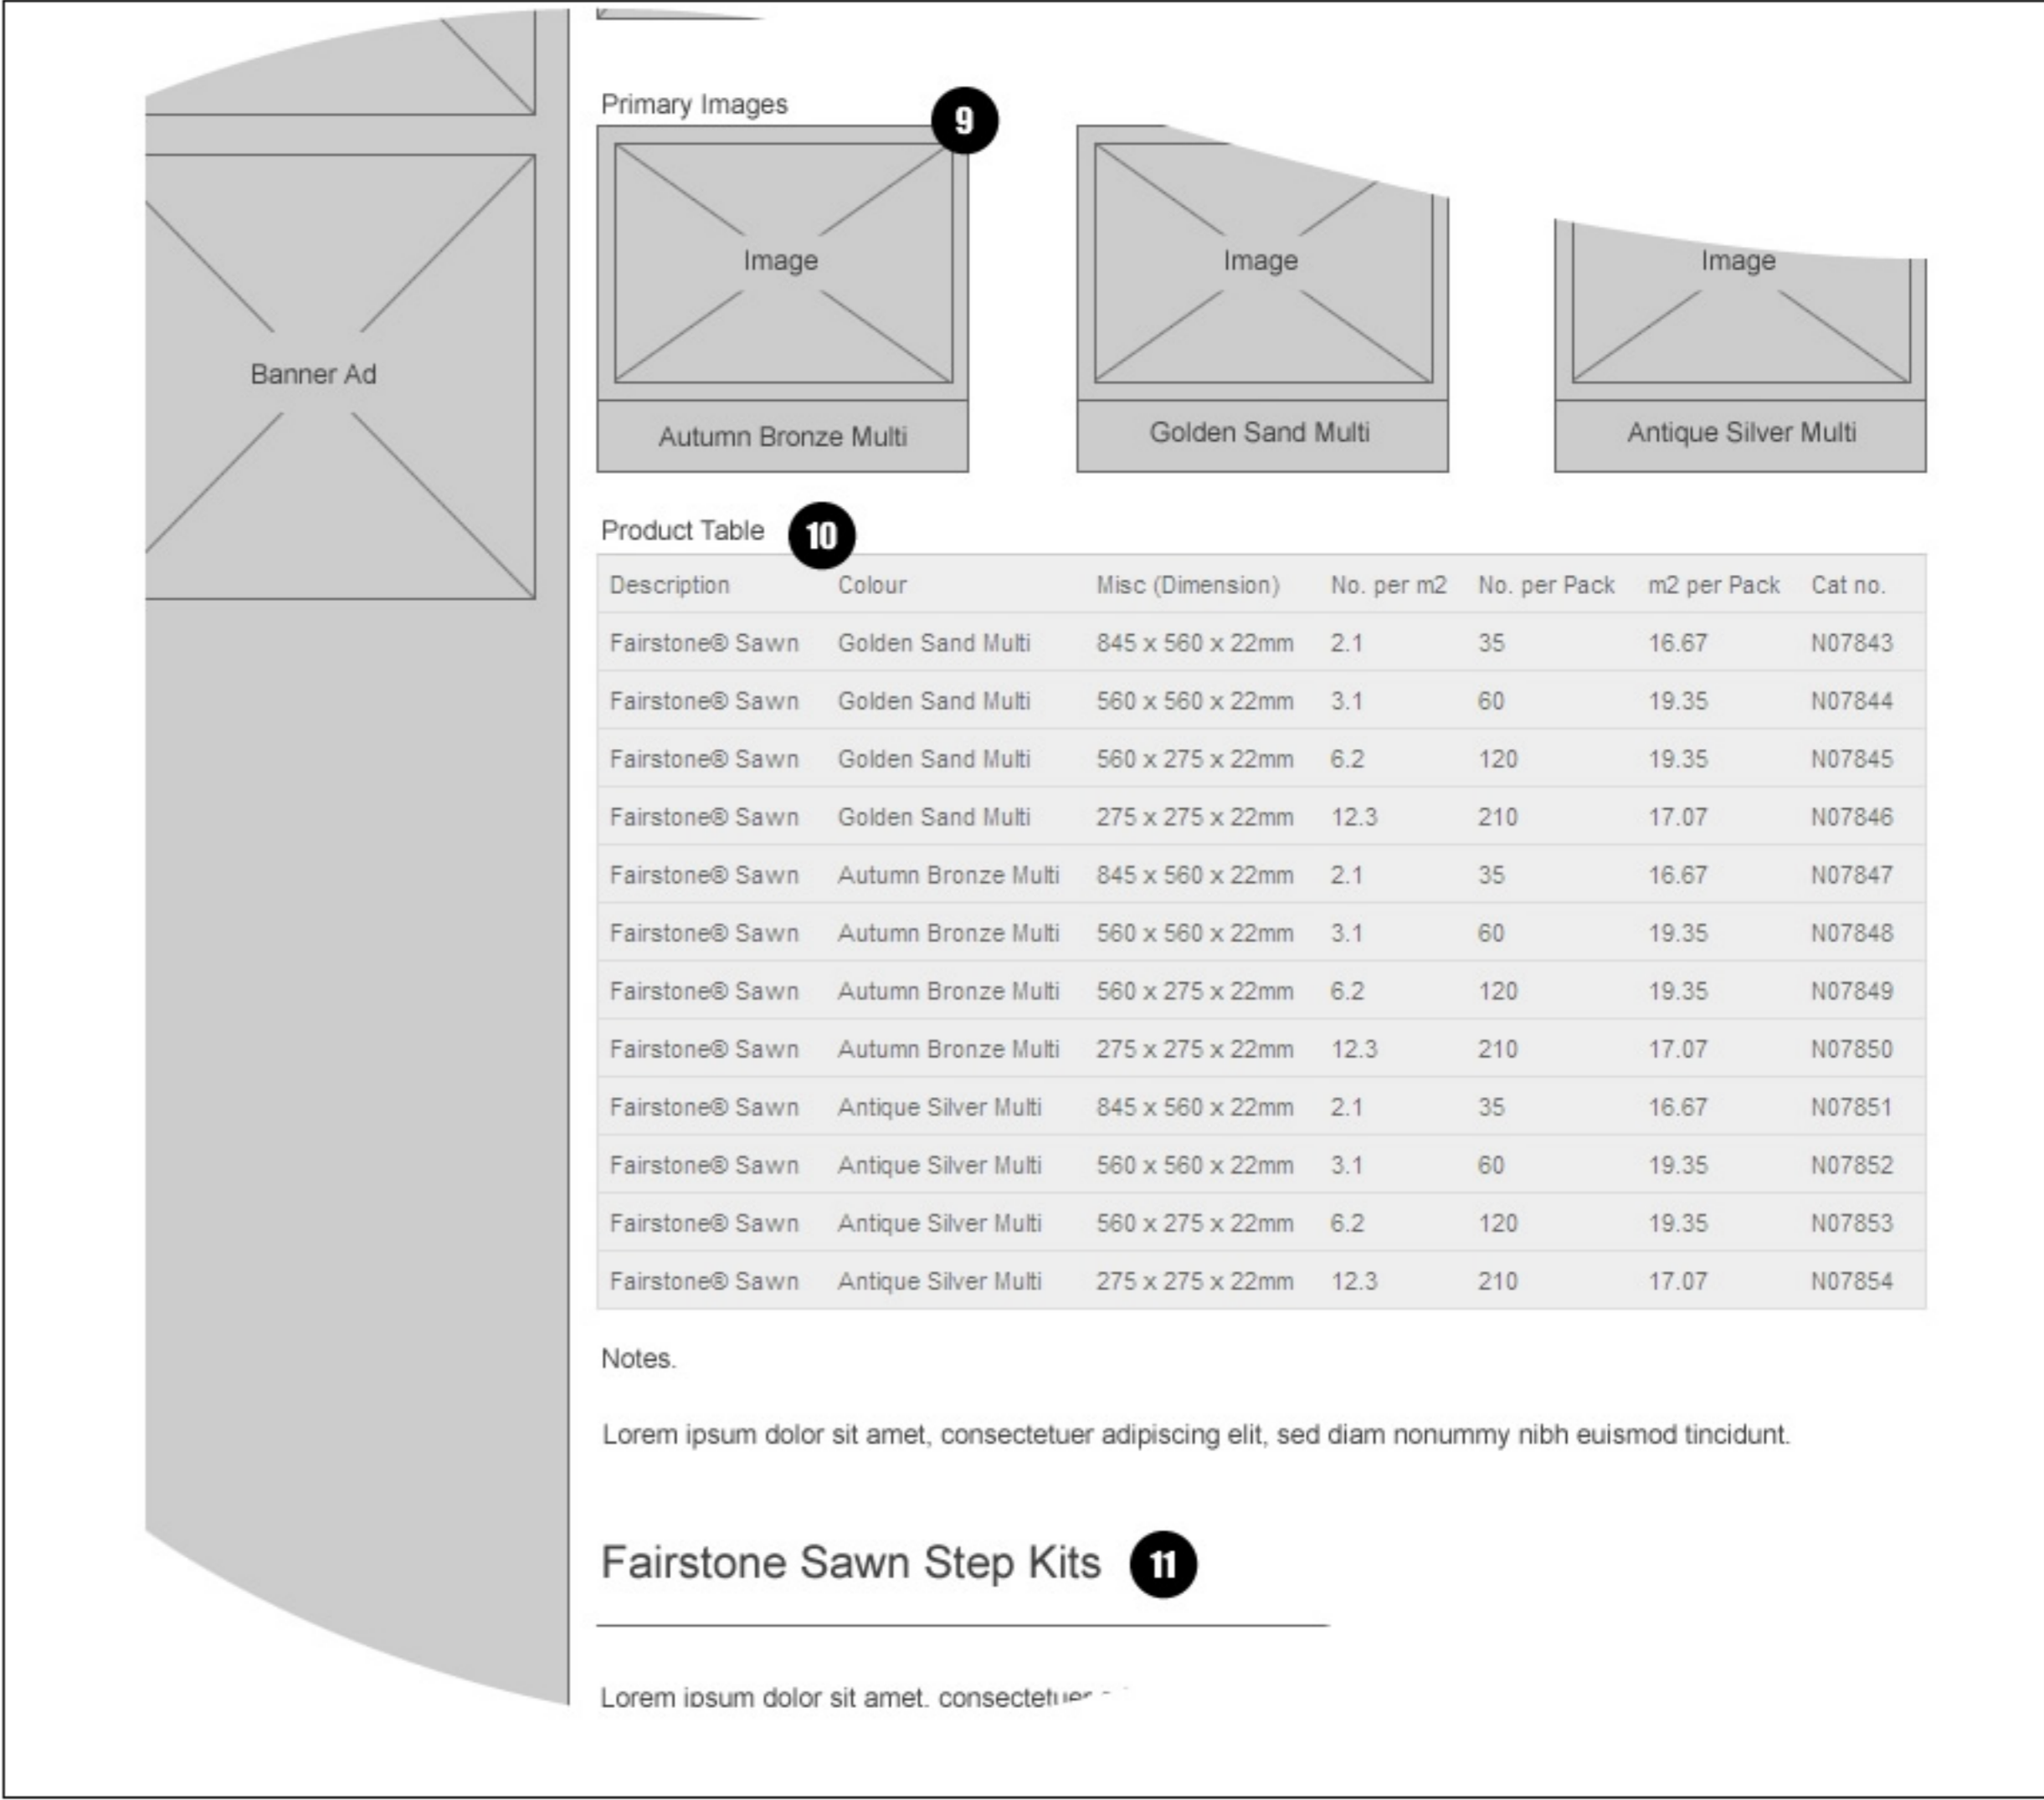 Primary Images
9
Image
Image
Image
Banner Ad
Autumn Bronze Multi
Golden Sand Multi
Antique Silver Multi
Product Table
10
Description Colour Misc (Dimension) No. per m2 No. per Pack m2 per Pack Cat no.
Fairstone® Sawn Golden Sand Multi 845 x 560 x 22mm 2.1 35 16.67 N07843
Fairstone® Sawn Golden Sand Multi 560 x 560 x 22mm 3.1 60 19.35 N07844
Fairstone® Sawn Golden Sand Multi 560 x 275 x 22mm 6.2 120 19.35 N07845
Fairstone® Sawn Golden Sand Multi 275 x 275 x 22mm 12.3 210 17.07 N07846
Fairstone® Sawn Autumn Bronze Multi 845 x 560 x 22mm 2.1 35 16.67 N07847
Fairstone® Sawn Autumn Bronze Multi 560 x 560 x 22mm 3.1 60 19.35 N07848
Fairstone® Sawn Autumn Bronze Multi 560 x 275 x 22mm 6.2 120 19.35 N07849
Fairstone® Sawn Autumn Bronze Multi 275 x 275 x 22mm 12.3 210 17.07 N07850
Fairstone® Sawn Antique Silver Multi 845 x 560 x 22mm 2.1 35 16.67 N07851
Fairstone® Sawn Antique Silver Multi 560 x 560 x 22mm 3.1 60 19.35 N07852
Fairstone® Sawn Antique Silver Multi 560 x 275 x 22mm 6.2 120 19.35 N07853
Fairstone® Sawn Antique Silver Multi 275 x 275 x 22mm 12.3 210 17.07 N07854
Notes.
Lorem ipsum dolor sit amet, consectetuer adipiscing elit, sed diam nonummy nibh euismod tincidunt.
Fairstone Sawn Step Kits
11
Lorem ipsum dolor sit amet, consectetuer